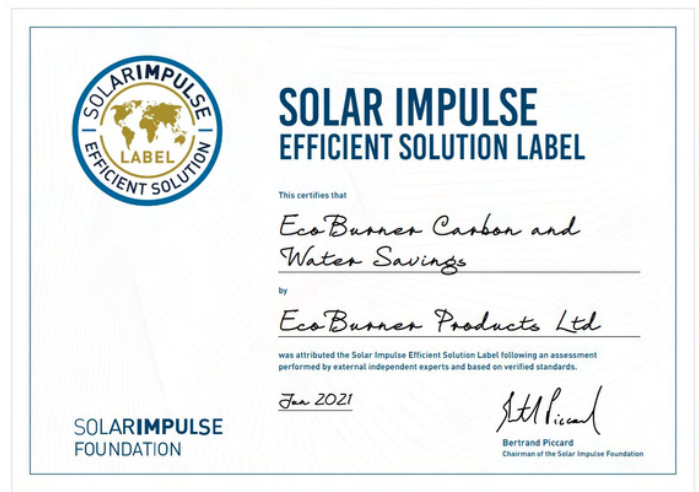 SOLARIMPULSE
LABEL
EFFICIENT SOLUTION
SOLAR IMPULSE
EFFICIENT SOLUTION LABEL
This certifies that
EcoBurner Carbon and
Water Savings
by
EcoBurner Products Ltd
was attributed the Solar Impulse Efficient Solution Label following an assessment
performed by external independent experts and based on verified standards.
Jan 2021
SOLARIMPULSE
FOUNDATION
Bertrand Piccard
Chairman of the Solar Impulse Foundation